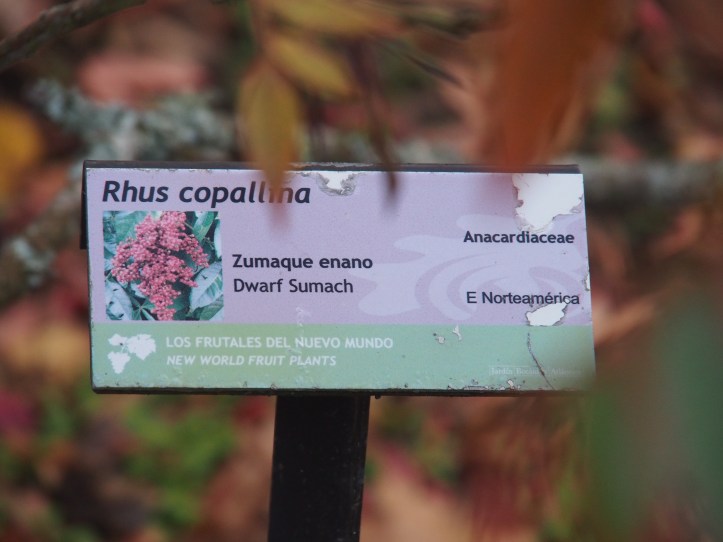 Rhus copallina
Anacardiaceae
Zumaque enano
Dwarf Sumach
E Norteamérica
LOS FRUTALES DEL NUEVO MUNDO
NEW WORLD FRUIT PLANTS